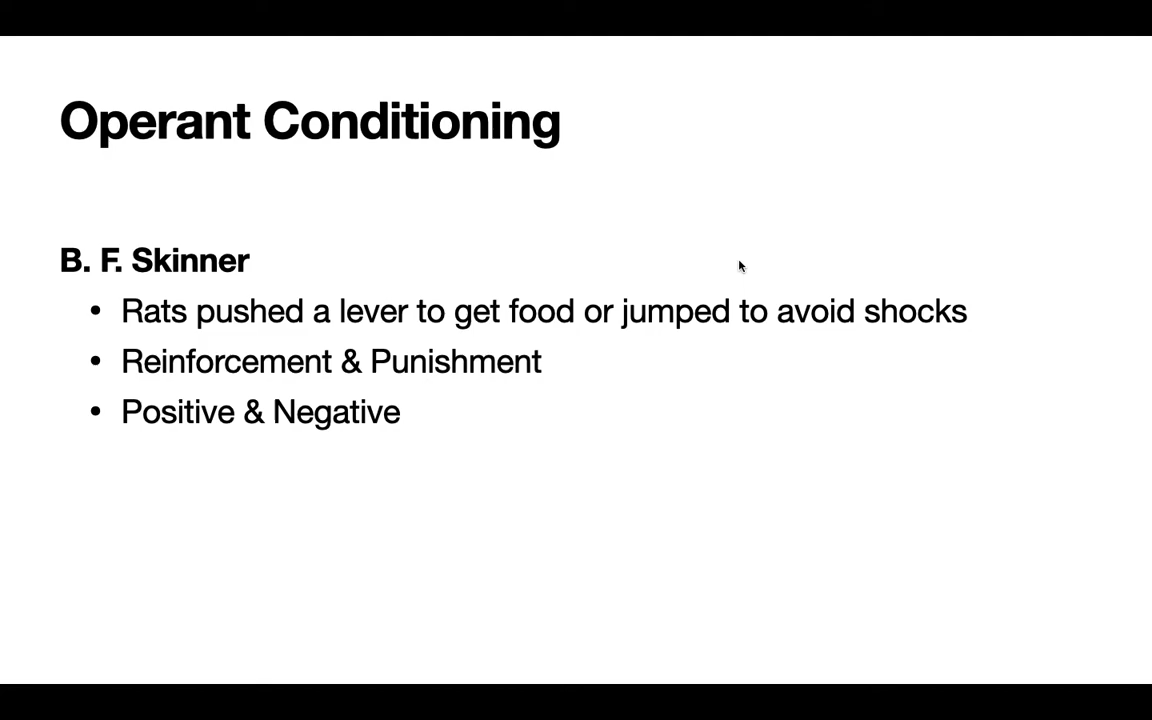 Operant Conditioning
B. F. Skinner
• Rats pushed a lever to get food or jumped to avoid shocks
• Reinforcement & Punishment
• Positive & Negative